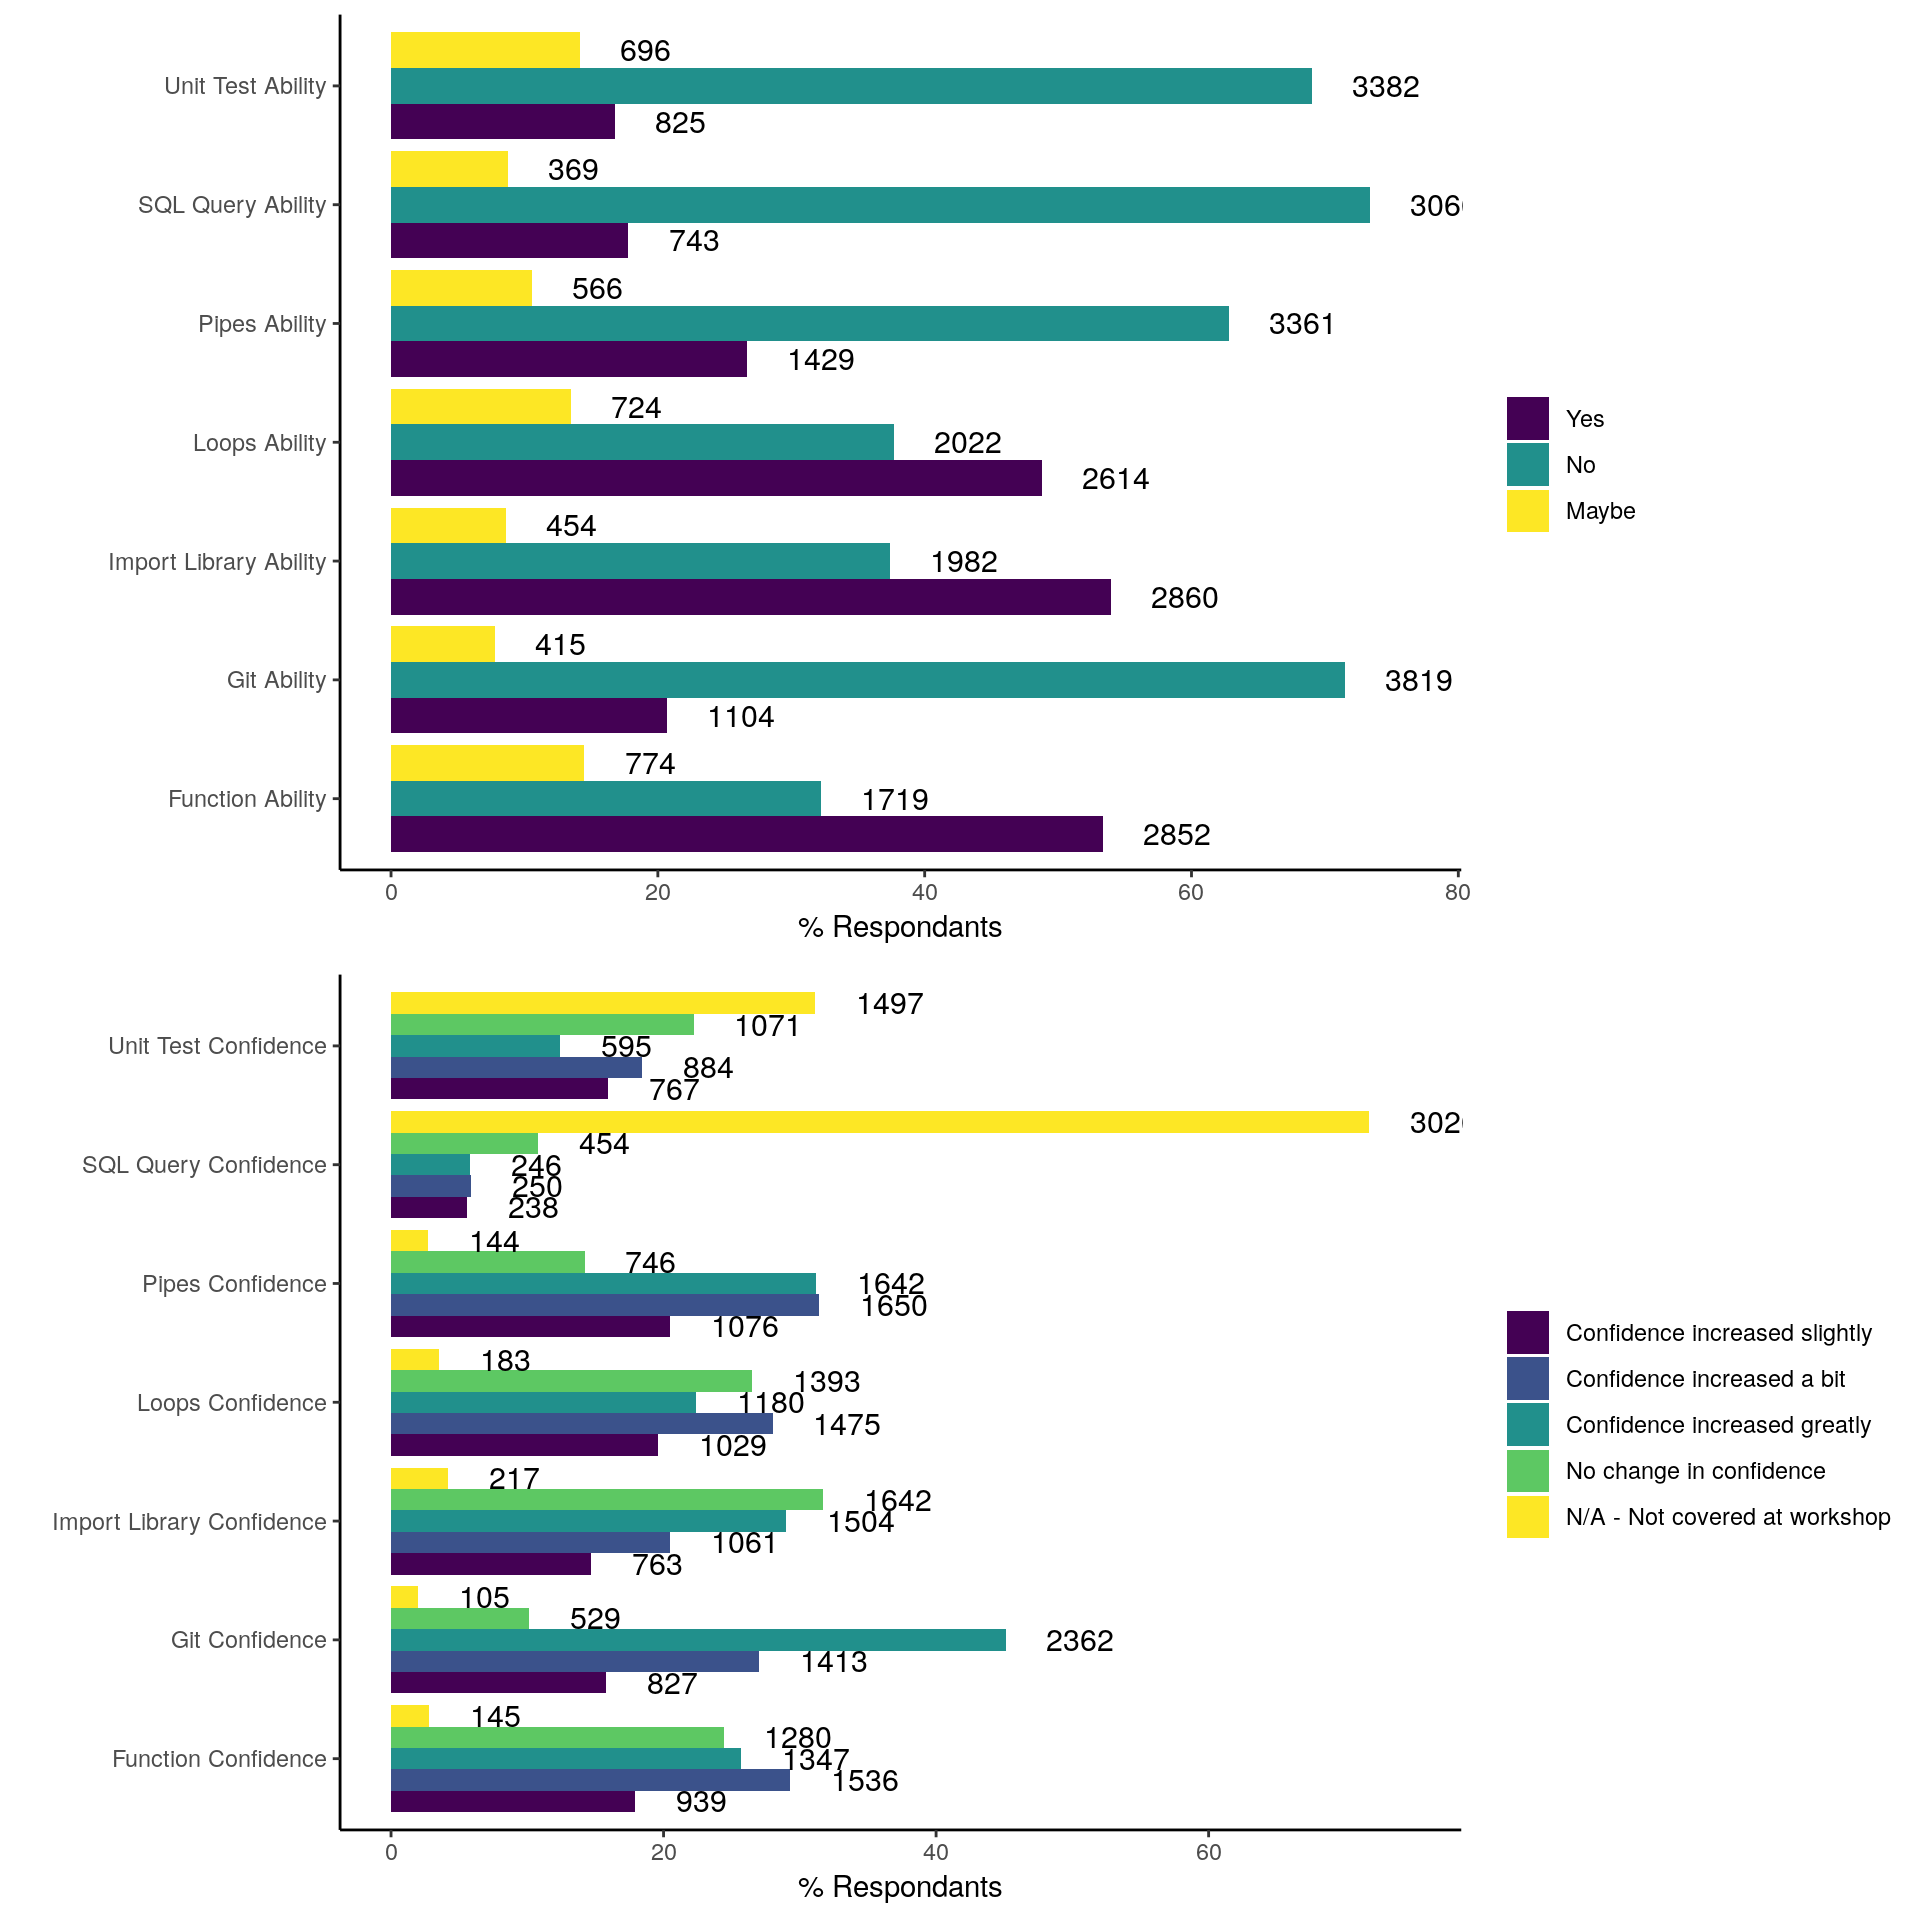 696
Unit Test Ability
3382
825
369
SQL Query Ability
743
566
Pipes Ability
3361
1429
724
Loops Ability
2022
2614
454
Import Library Ability
1982
2860
415
Git Ability
3819
1104
774
Function Ability
1719
2852
0 20 40 60 80
% Respondants
Yes
No
Maybe
1497
1071
Unit Test Confidence
595
884
767
454
SQL Query Confidence
246
250
238
144
746
Pipes Confidence
1642
1650
1076
183
1393
Loops Confidence
1180
1475
1029
217
1642
Import Library Confidence
1504
1061
763
105
529
Git Confidence
2362
1413
827
145
1280
Function Confidence
1347
1536
939
0 20 40 60
% Respondants
Confidence increased slightly
Confidence increased a bit
Confidence increased greatly
No change in confidence
N/A - Not covered at workshop